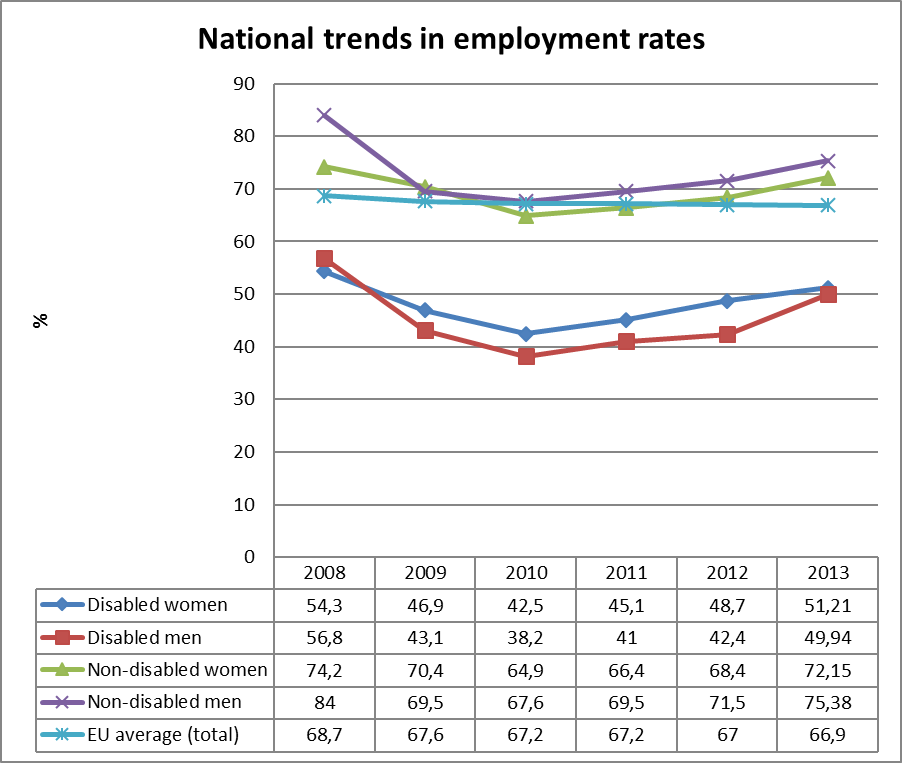 National trends in employment rates
90
80
70
60
50
40
30
20
10
0
%
2008 2009 2010 2011 2012 2013
Disabled women 54,3 46,9 42,5 45,1 48,7 51,21
Disabled men 56,8 43,1 38,2 41 42,4 49,94
Non-disabled women 74,2 70,4 64,9 66,4 68,4 72,15
Non-disabled men 84 69,5 67,6 69,5 71,5 75,38
EU average (total) 68,7 67,6 67,2 67,2 67 66,9